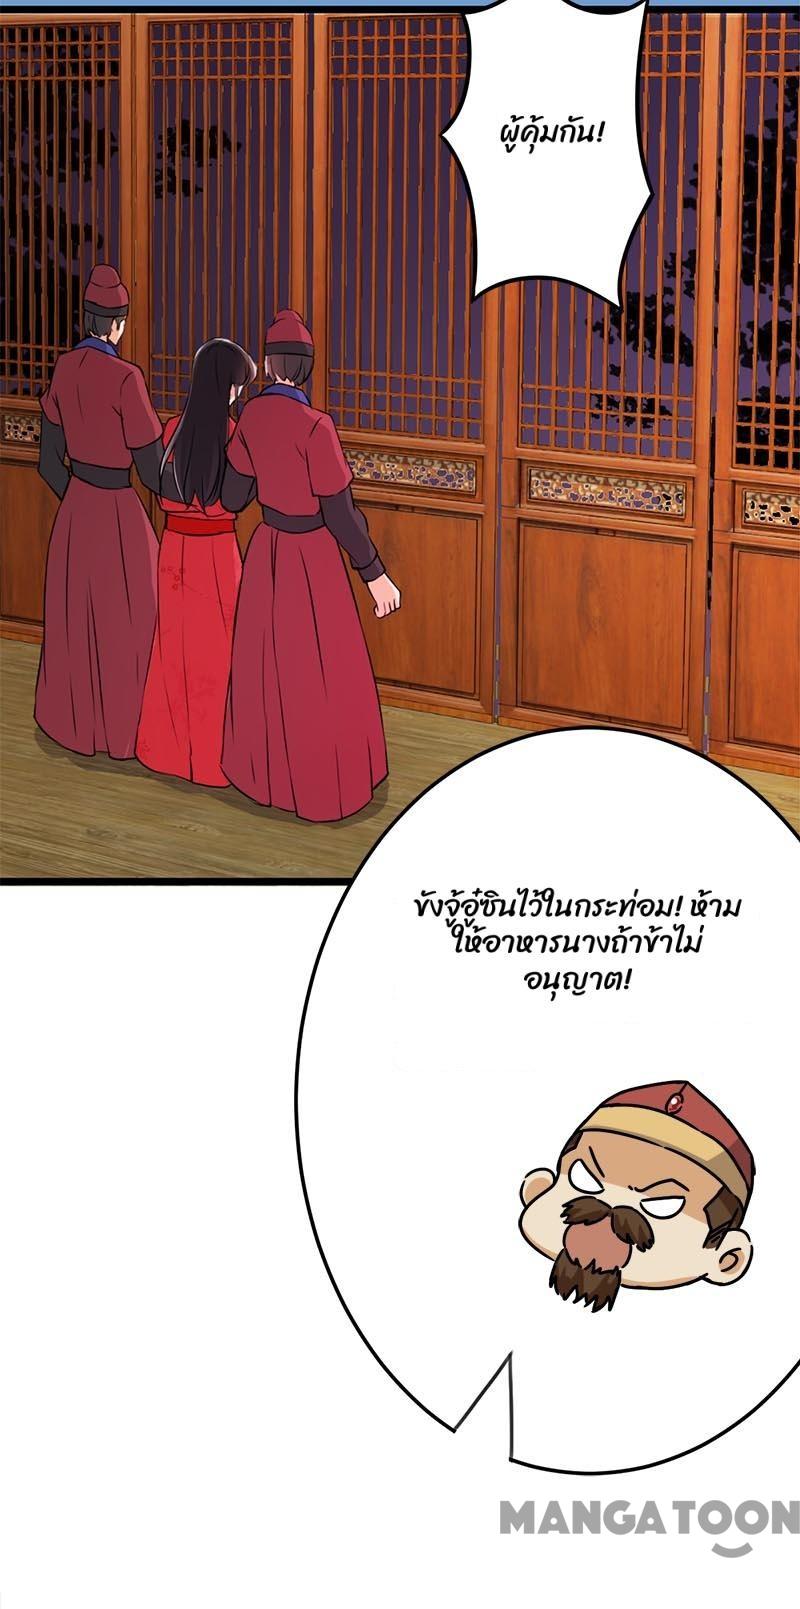 ผู้คุ้มกัน!
ขังจู้อู๋ซินไว้ในกระท่อม! ห้าม
ให้อาหารนางถ้าข้าไม่
อนุญาต!
MANGATOON